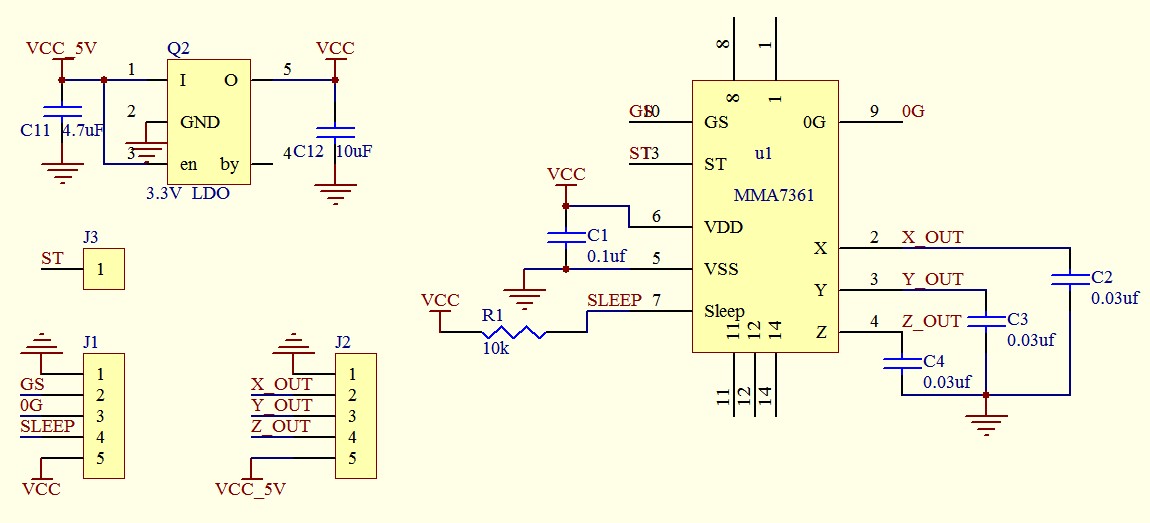 VCC_5V
Q2
VCC
1
I
O
5
2
GND
C11
4.7uF
3
en
by
4
C12
10uF
3.3V LDO
J3
ST
1
J1
1
GS
2
0G
3
SLEEP
4
5
VCC
J2
1
X_OUT
2
Y_OUT
3
Z_OUT
4
5
VCC_5V
8
1
8
1
GS
10
GS
0G
9
0G
ST
13
ST
u1
MMA7361
VCC
6
VDD
C1
0.1uf
5
VSS
VCC
R1
10k
SLEEP
7
Sleep
X
2
X_OUT
Y
3
Y_OUT
Z
4
Z_OUT
C2
0.03uf
C3
0.03uf
C4
0.03uf
11
12
14
11
12
14